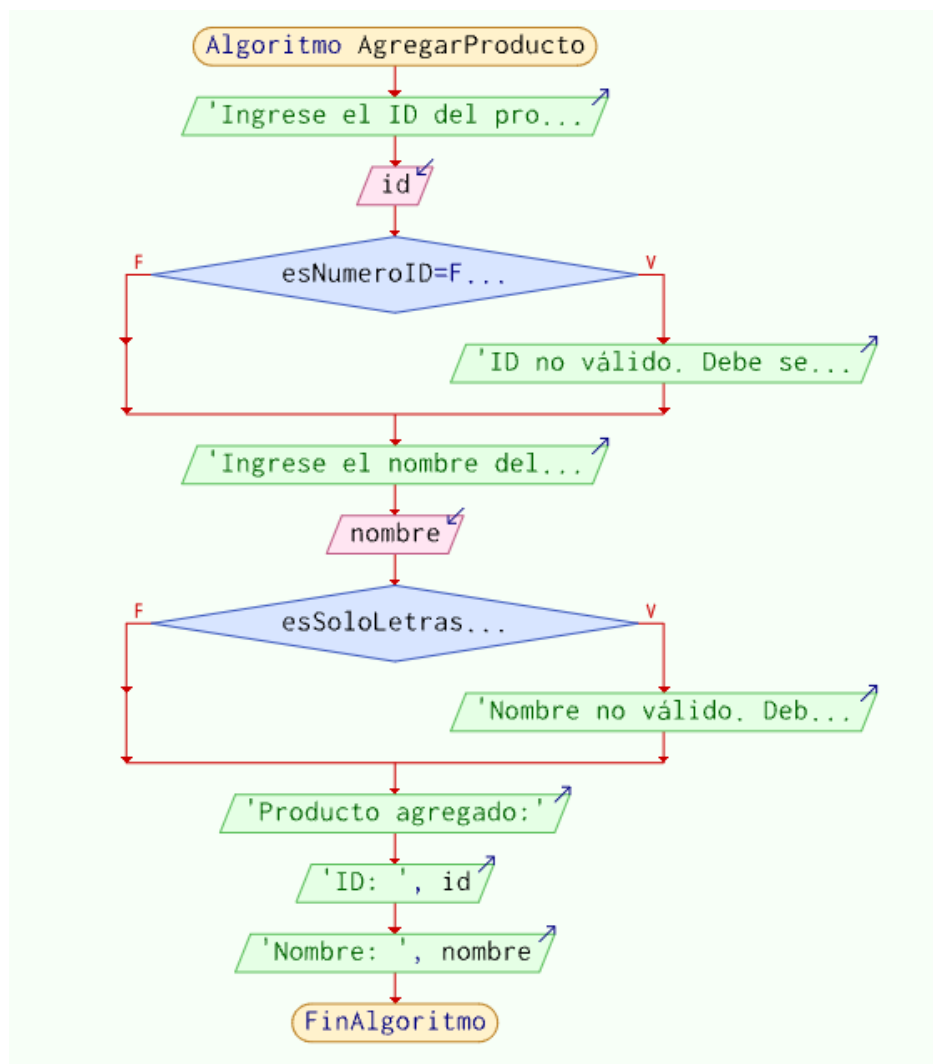 Algoritmo AgregarProducto
'Ingrese el ID del pro...
id
esNumeroID=F...
F
V
'ID no válido. Debe se...
'Ingrese el nombre del...
nombre
esSoloLetras...
F
V
'Nombre no válido. Deb...
'Producto agregado:'
'ID: ', id
'Nombre: ', nombre
FinAlgoritmo